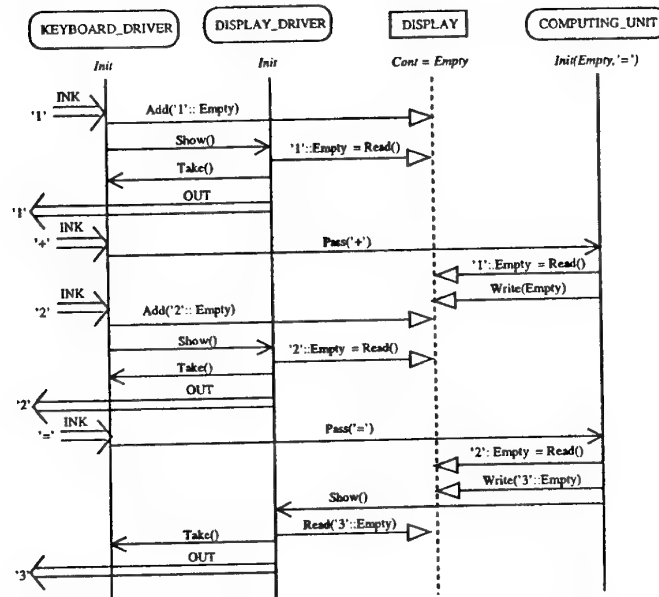 KEYBOARD_DRIVER DISPLAY_DRIVER DISPLAY COMPUTING_UNIT
Init Init Cont = Empty Init(Empty,'=')
INK
'1' Add('1':: Empty)
Show() '1'::Empty = Read()
Take()
OUT
'1'
INK
'+' Pass('+')
'1'::Empty = Read()
INK Write(Empty)
'2' Add('2':: Empty)
Show() '2'::Empty = Read()
Take()
OUT
'2'
INK
'=' Pass('=')
'2': Empty = Read()
Write('3'::Empty)
Show()
Take() Read('3'::Empty)
OUT
'3'